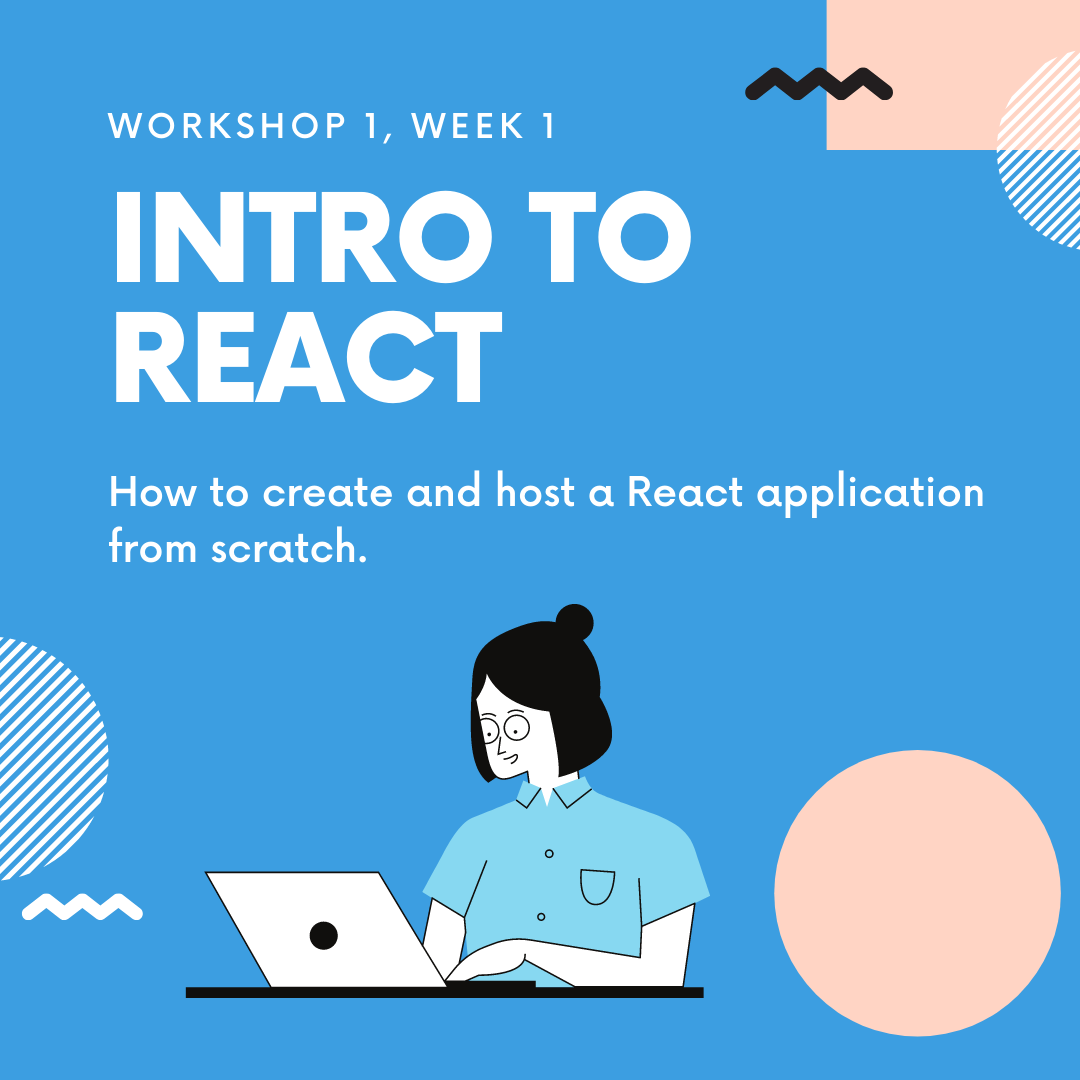 WORKSHOP 1, WEEK 1
INTRO TO
REACT
How to create and host a React application
from scratch.